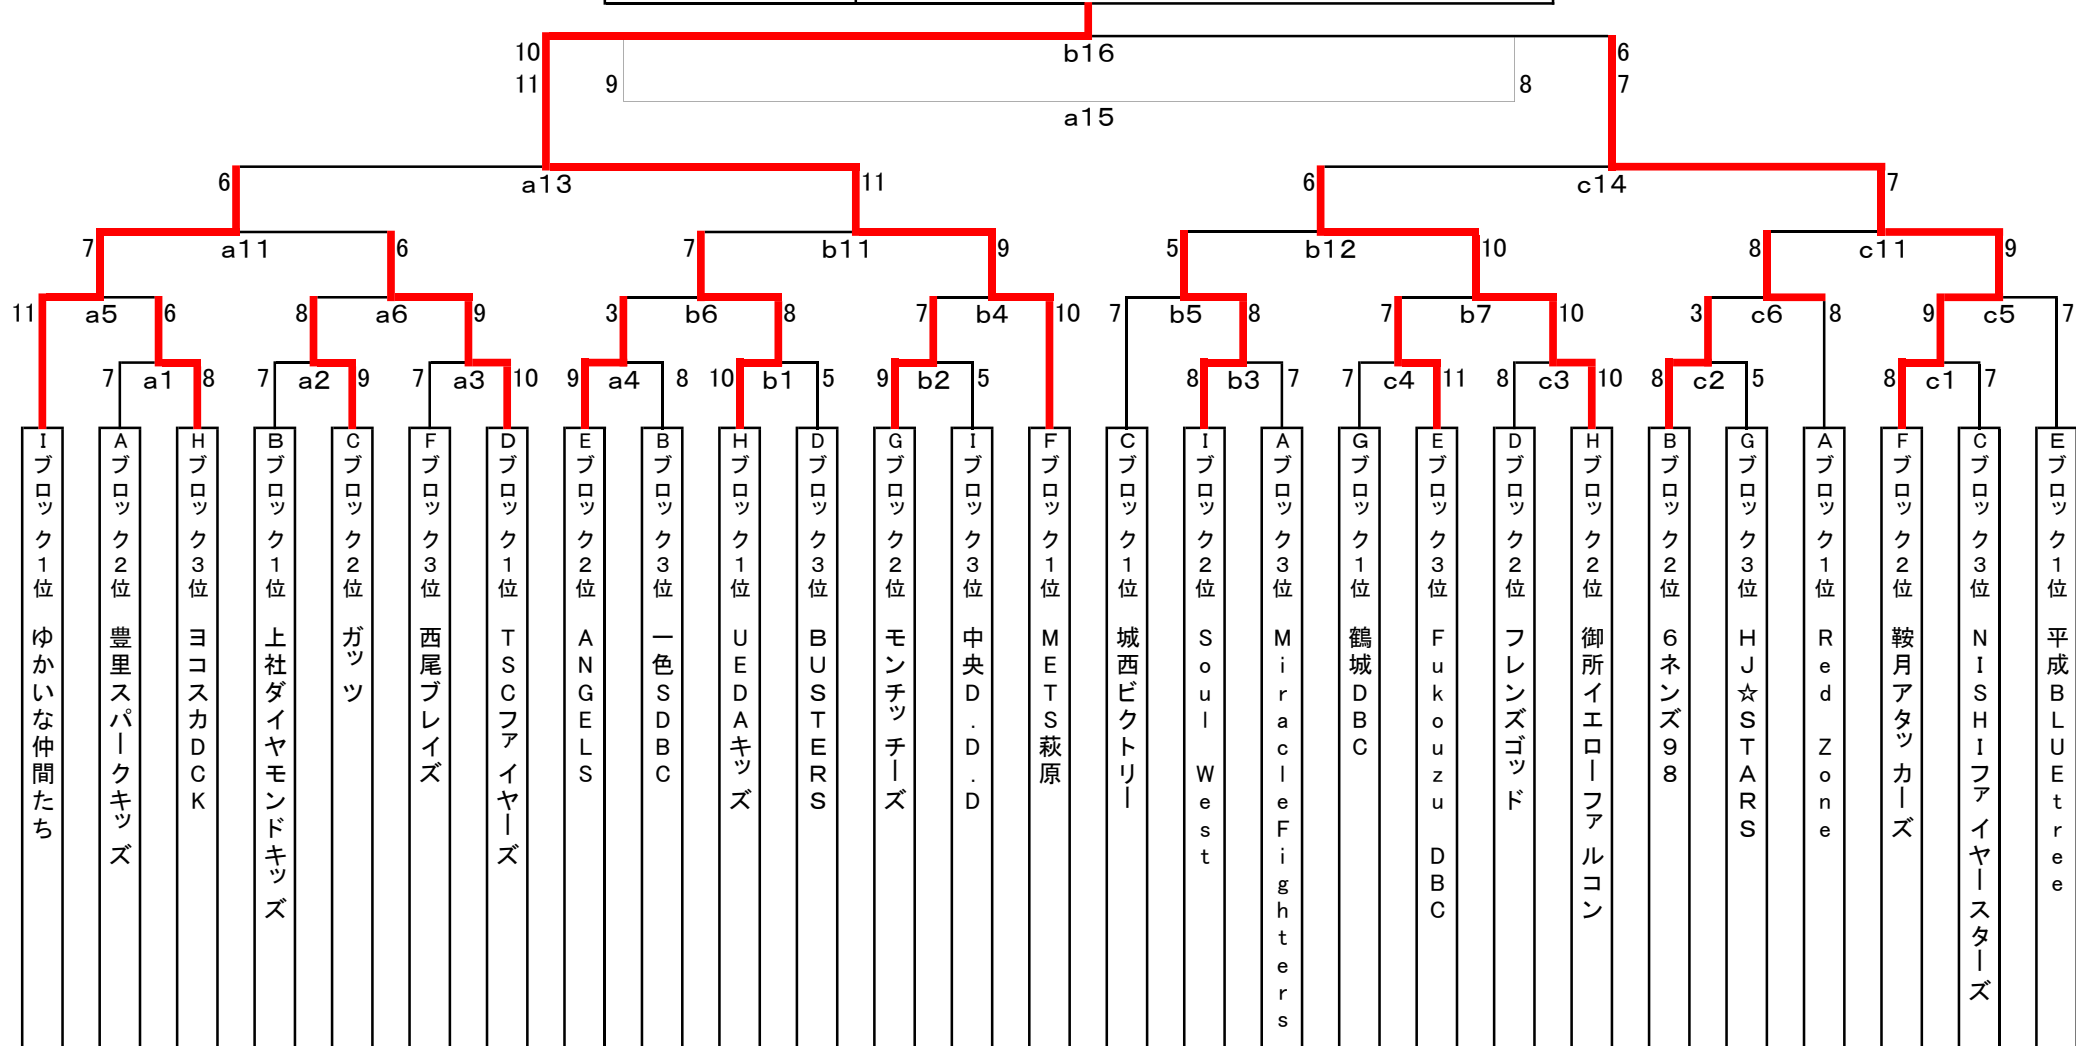 10 b16 6
11 9 8 7
a15
6 a13 11 6 c14 7
7 a11 6 7 b11 9 5 b12 10 8 c11 9
11 a5 6 8 a6 9 3 b6 8 7 b4 10 7 b5 8 7 b7 10 3 c6 8 9 c5 7
7 a1 8 7 a2 9 7 a3 10 9 a4 8 10 b1 5 9 b2 5 8 b3 7 7 c4 11 8 c3 10 8 c2 5 8 c1 7
Iブロック1位 ゆかいな仲間たち
Aブロック2位 豊里スパークキッズ
Hブロック3位 ヨコスカDCK
Bブロック1位 上社ダイヤモンドキッズ
Cブロック2位 ガッツ
Fブロック3位 西尾ブレイズ
Dブロック1位 TSCファイヤーズ
Eブロック2位 ANGELS
Bブロック3位 一色SDBC
Hブロック1位 UEDAキッズ
Dブロック3位 BUSTERS
Gブロック2位 モンチッチーズ
Iブロック3位 中央D.D.D
Fブロック1位 METS萩原
Cブロック1位 城西ビクトリー
Iブロック2位 Soul West
Aブロック3位 MiracleFighters
Gブロック1位 鶴城DBC
Eブロック3位 Fukouzu DBC
Dブロック2位 フレンズゴッド
Hブロック2位 御所イエローファルコン
Bブロック2位 6ネンズ98
Gブロック3位 HJ☆STARS
Aブロック1位 Red Zone
Fブロック2位 鞍月アタッカーズ
Cブロック3位 NISHIファイヤースターズ
Eブロック1位 平成BLUEtree